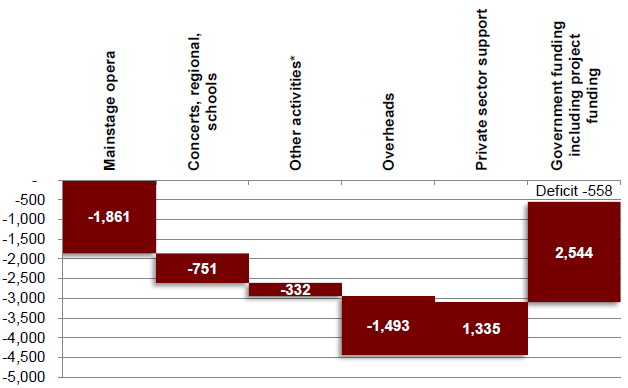 Mainstage opera
Concerts, regional,
schools
Other activities*
Overheads
Private sector support
Government funding
including project
funding
-
-500
-1,000
-1,500
-2,000
-2,500
-3,000
-3,500
-4,000
-4,500
-5,000
-1,861
-751
-332
-1,493
1,335
Deficit -558
2,544